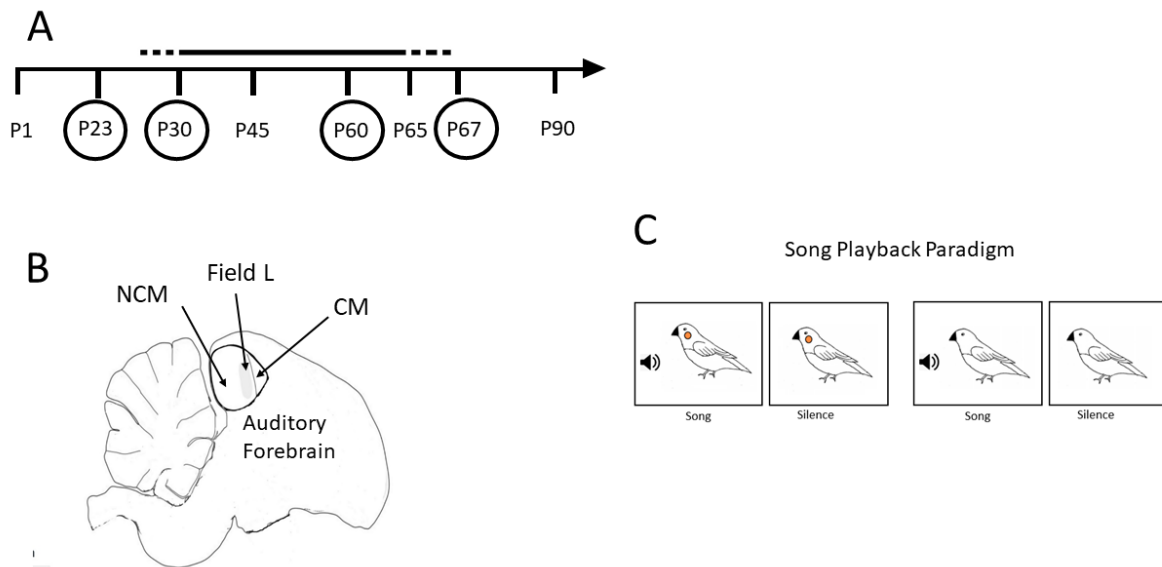 A
P1 P23 P30 P45 P60 P65 P67 P90
B
Field L
NCM
CM
Auditory
Forebrain
C
Song Playback Paradigm
Song Silence Song Silence